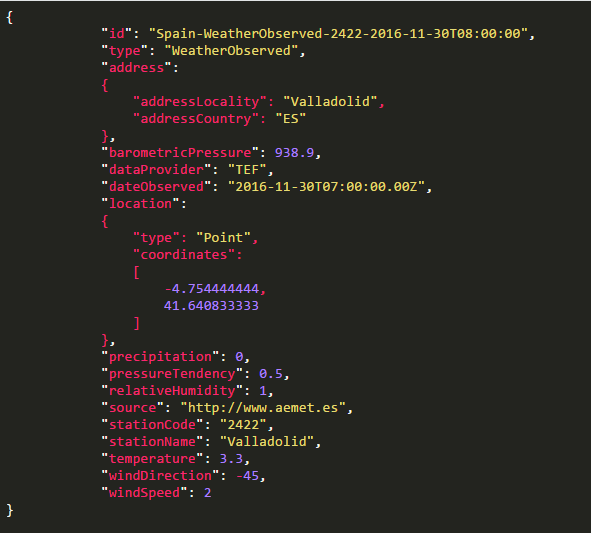 {
"id": "Spain-WeatherObserved-2422-2016-11-30T08:00:00",
"type": "WeatherObserved",
"address":
{
"addressLocality": "Valladolid",
"addressCountry": "ES"
},
"barometricPressure": 938.9,
"dataProvider": "TEF",
"dateObserved": "2016-11-30T07:00:00.00Z",
"location":
{
"type": "Point",
"coordinates":
[
-4.754444444,
41.640833333
]
},
"precipitation": 0,
"pressureTendency": 0.5,
"relativeHumidity": 1,
"source": "http://www.aemet.es",
"stationCode": "2422",
"stationName": "Valladolid",
"temperature": 3.3,
"windDirection": -45,
"windSpeed": 2
}